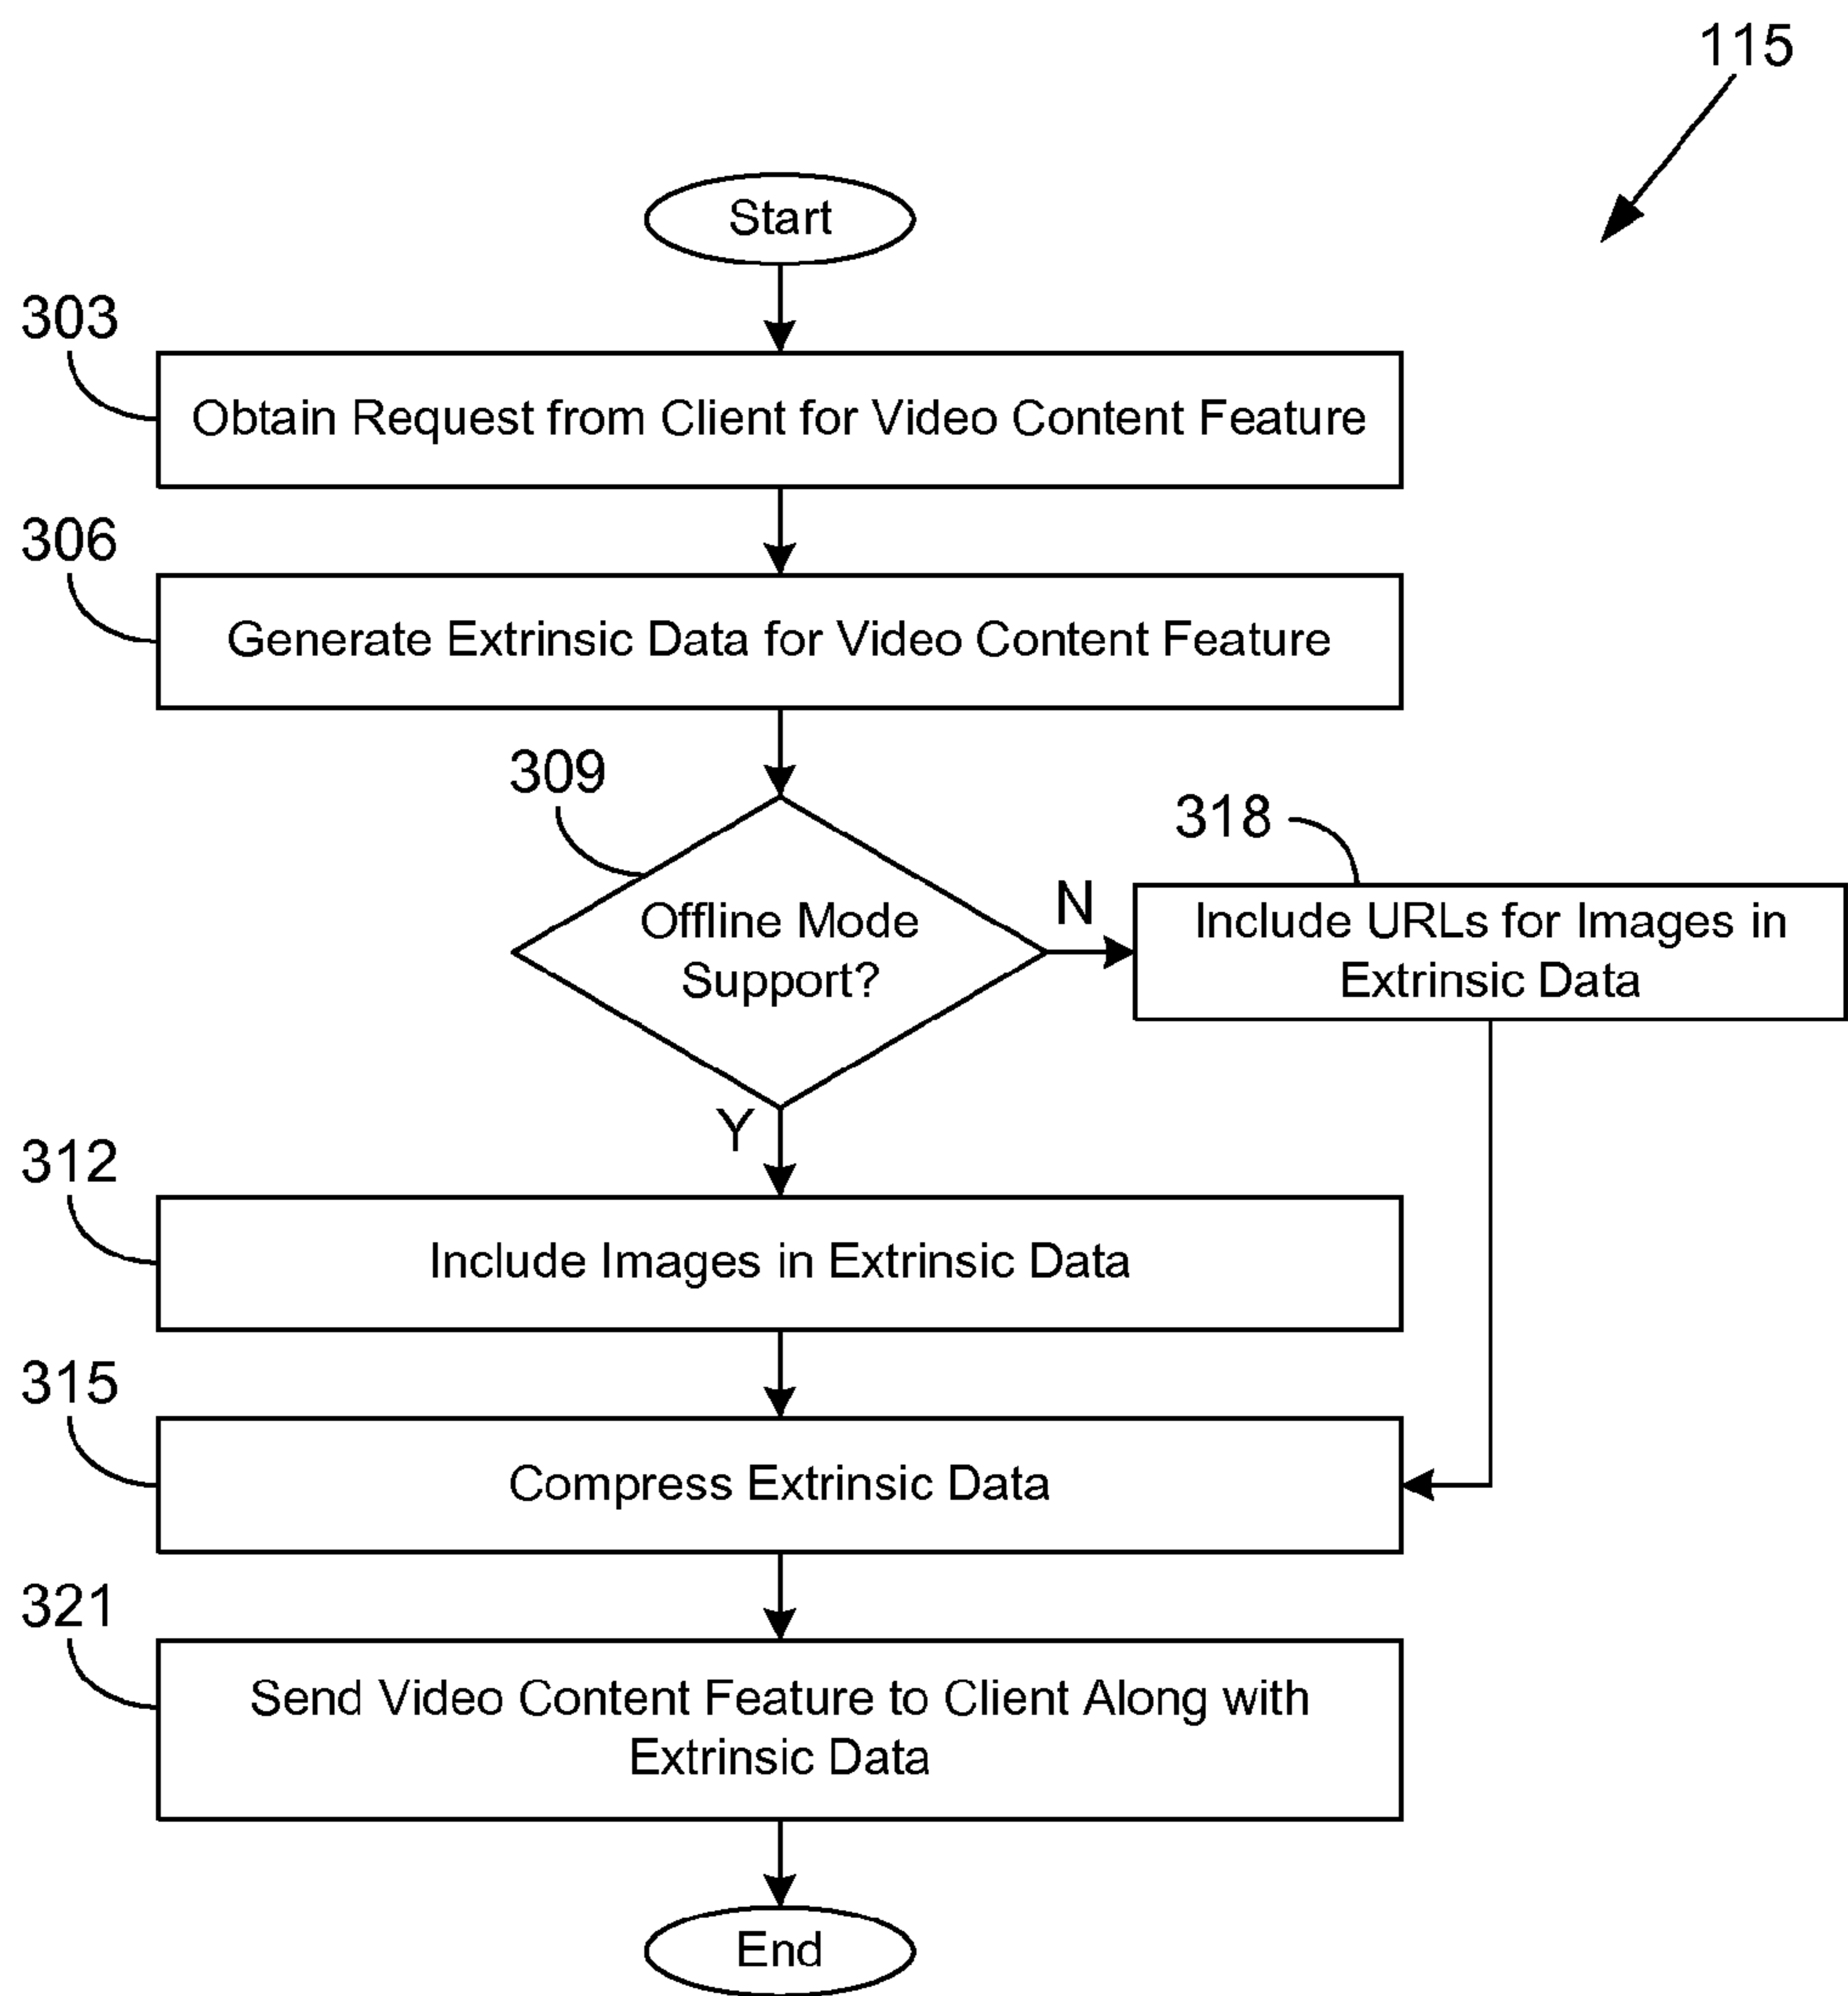 115
Start
303
Obtain Request from Client for Video Content Feature
306
Generate Extrinsic Data for Video Content Feature
309
Offline Mode
Support?
N
318
Include URLs for Images in
Extrinsic Data
Y
312
Include Images in Extrinsic Data
315
Compress Extrinsic Data
321
Send Video Content Feature to Client Along with
Extrinsic Data
End